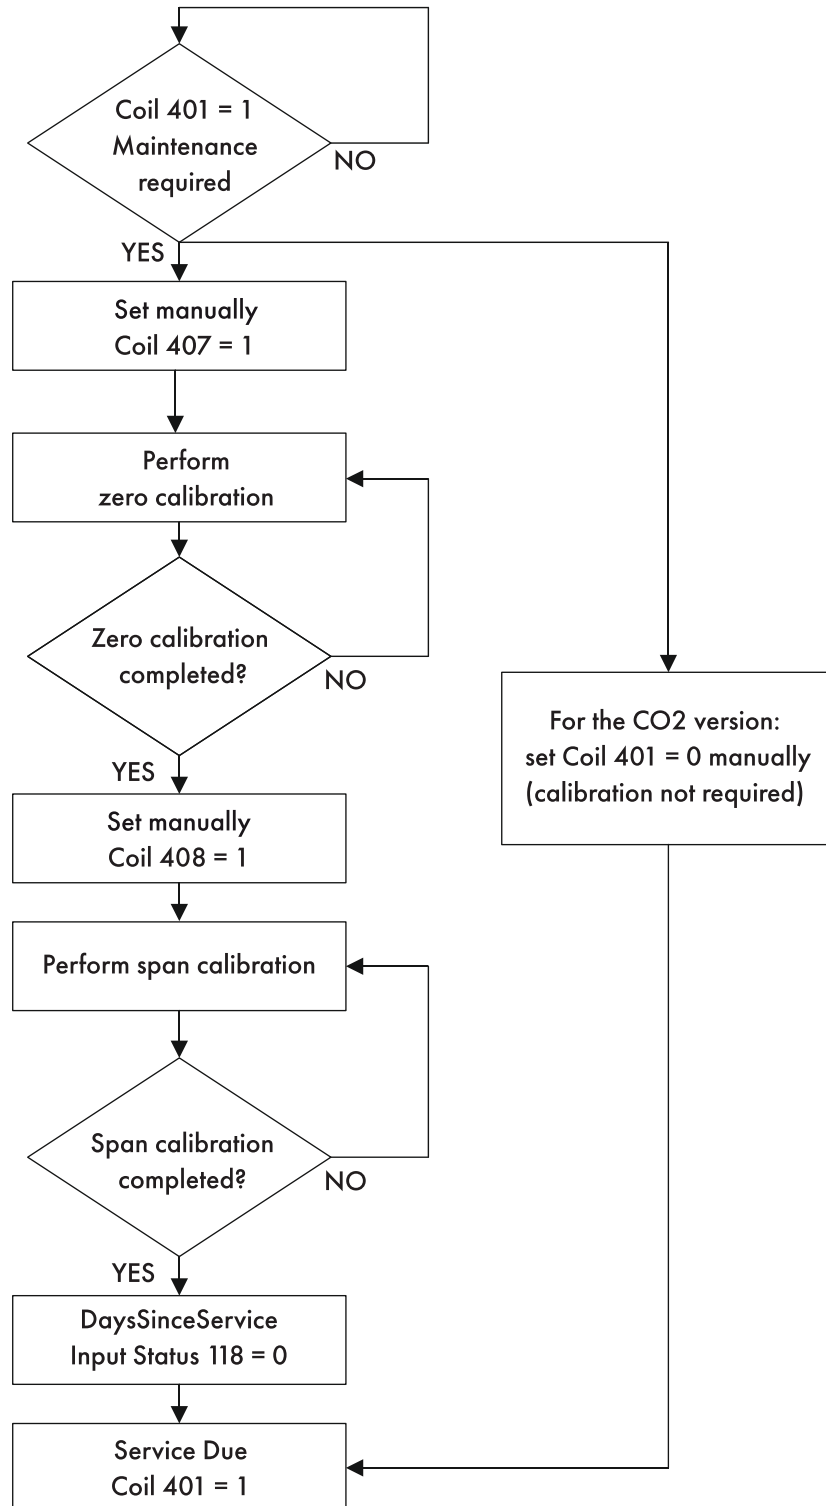 Coil 401 = 1
Maintenance
required
NO
YES
Set manually
Coil 407 = 1
Perform
zero calibration
Zero calibration
completed?
NO
YES
For the CO2 version:
set Coil 401 = 0 manually
(calibration not required)
Set manually
Coil 408 = 1
Perform span calibration
Span calibration
completed?
NO
YES
DaysSinceService
Input Status 118 = 0
Service Due
Coil 401 = 1